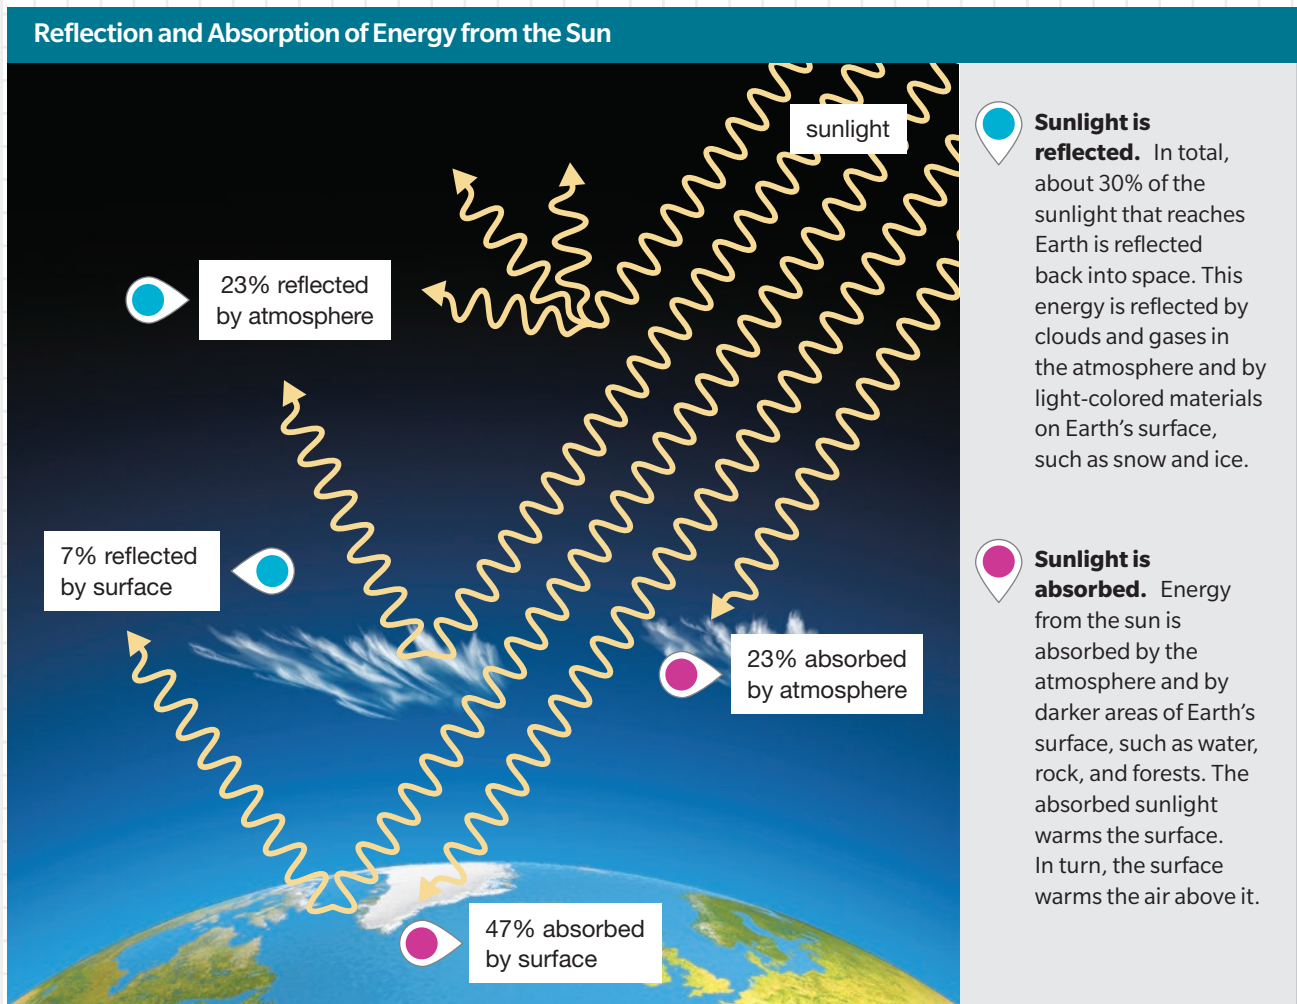 Reflection and Absorption of Energy from the Sun
sunlight
23% reflected
by atmosphere
7% reflected
by surface
23% absorbed
by atmosphere
47% absorbed
by surface
Sunlight is
reflected. In total,
about 30% of the
sunlight that reaches
Earth is reflected
back into space. This
energy is reflected by
clouds and gases in
the atmosphere and by
light-colored materials
on Earth’s surface,
such as snow and ice.
Sunlight is
absorbed. Energy
from the sun is
absorbed by the
atmosphere and by
darker areas of Earth’s
surface, such as water,
rock, and forests. The
absorbed sunlight
warms the surface.
In turn, the surface
warms the air above it.